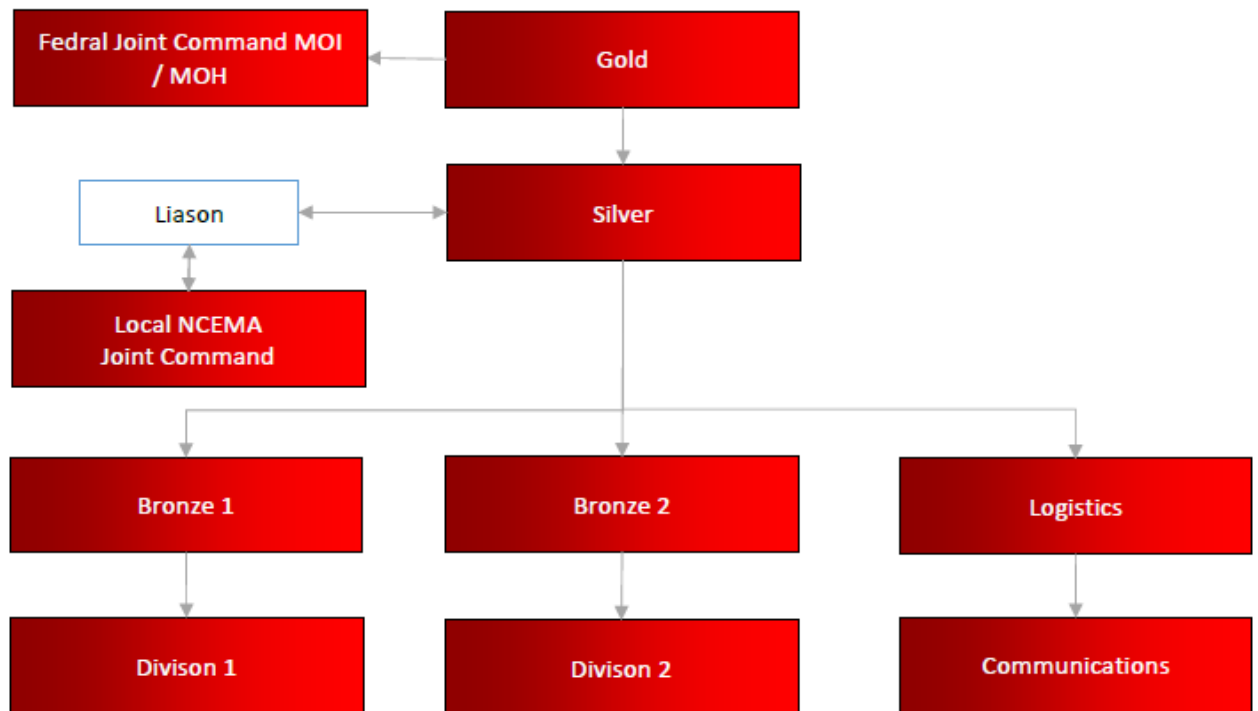 Fedral Joint Command MOI
/ MOH
Gold
Liason
Silver
Local NCEMA
Joint Command
Bronze 1
Bronze 2
Logistics
Divison 1
Divison 2
Communications